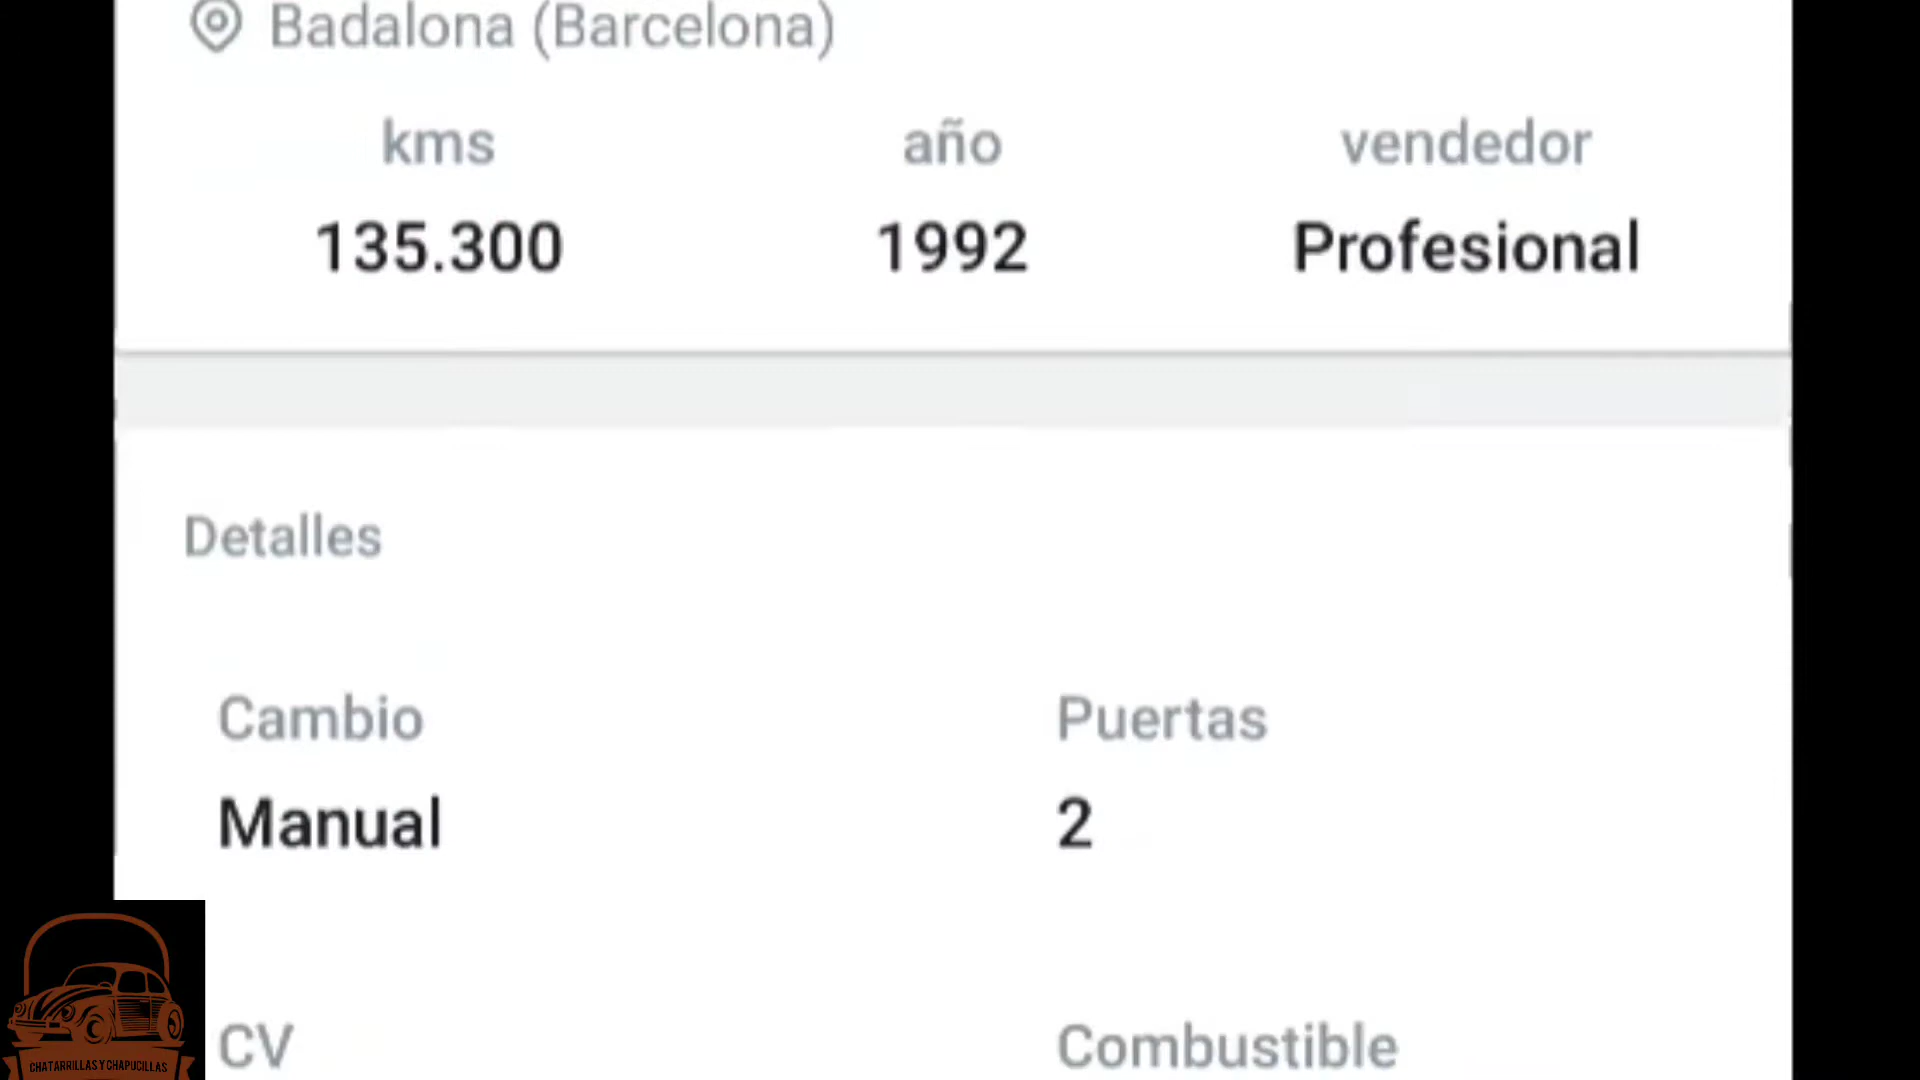 Badalona (Barcelona)
kms año vendedor
135.300 1992 Profesional
Detalles
Cambio Puertas
Manual 2
CV Combustible
CHATARRILLAS Y CHAPUCILLAS